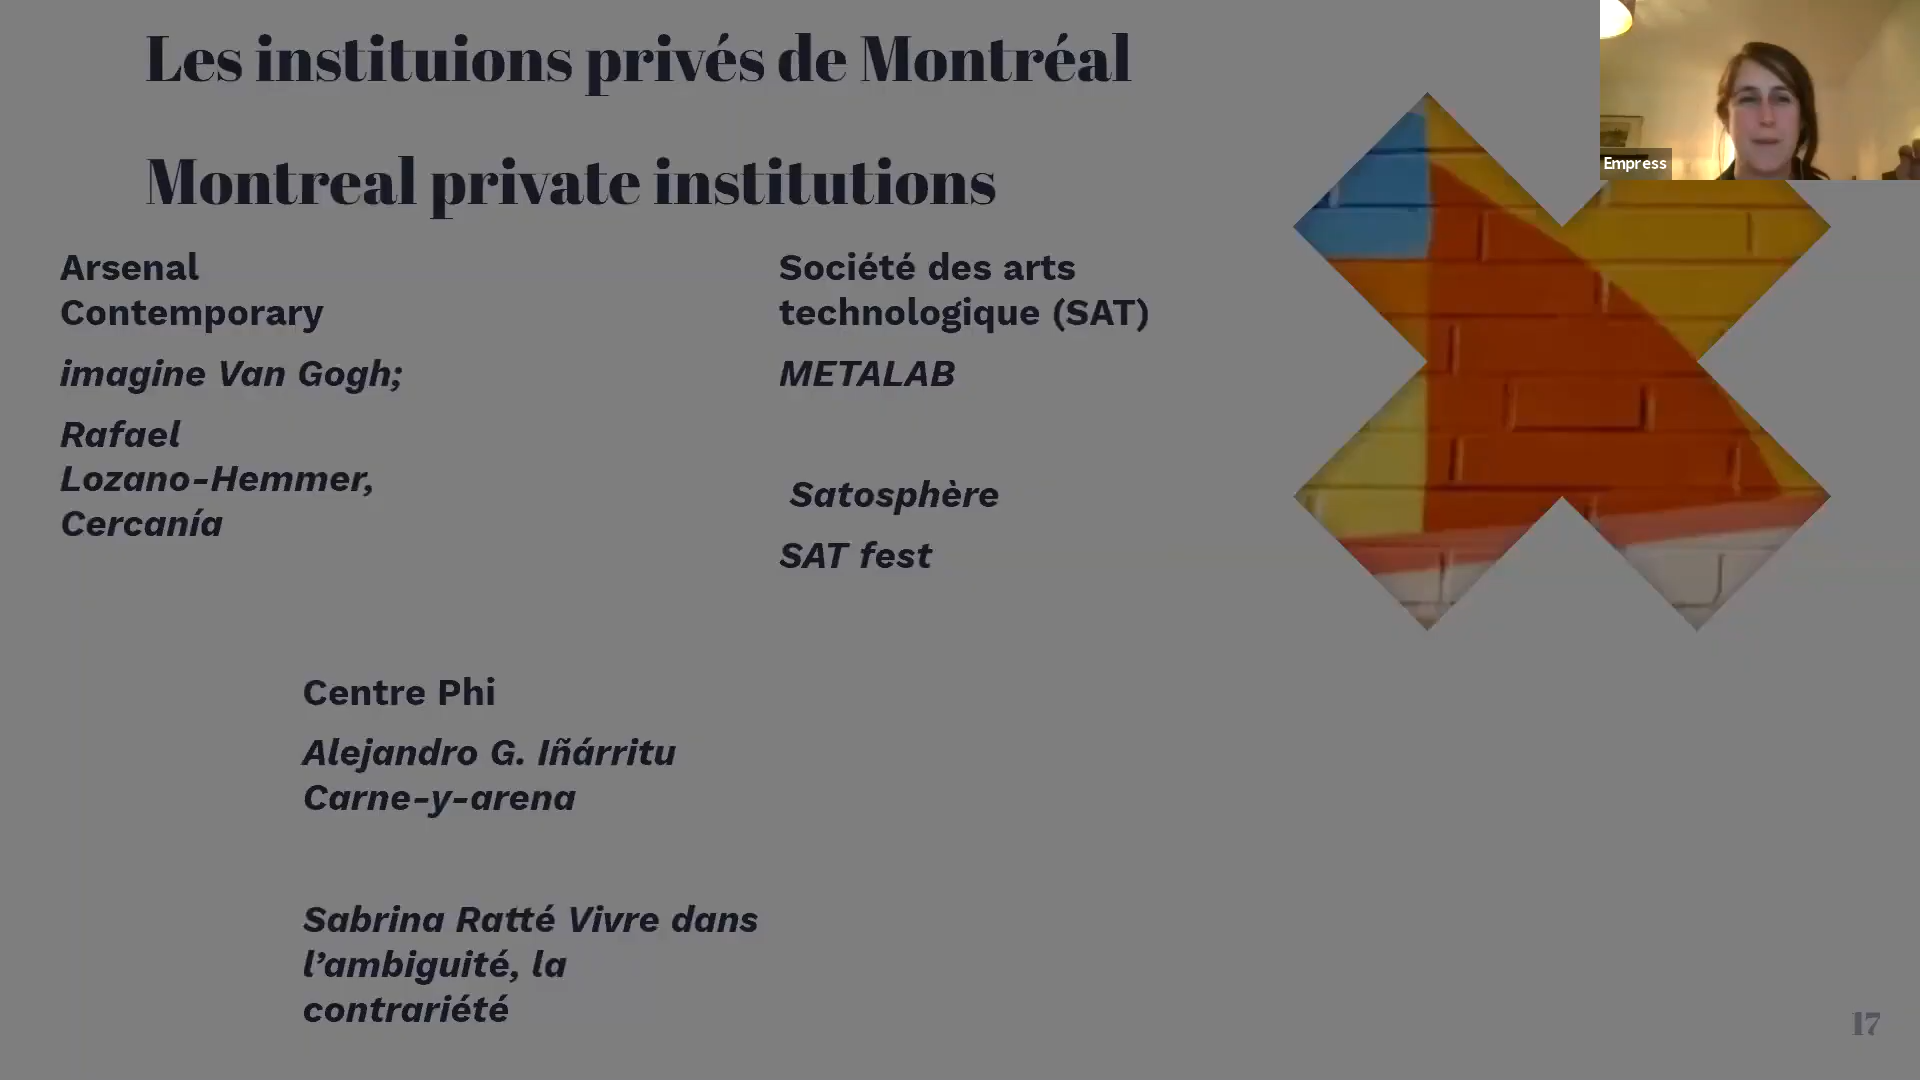 Les instituions privés de Montréal
Montreal private institutions
Empress
Arsenal
Contemporary
imagine Van Gogh;
Rafael
Lozano-Hemmer,
Cercanía
Société des arts
technologique (SAT)
METALAB
Satosphère
SAT fest
Centre Phi
Alejandro G. Iñárritu
Carne-y-arena
Sabrina Ratté Vivre dans
l’ambiguité, la
contrariété
17